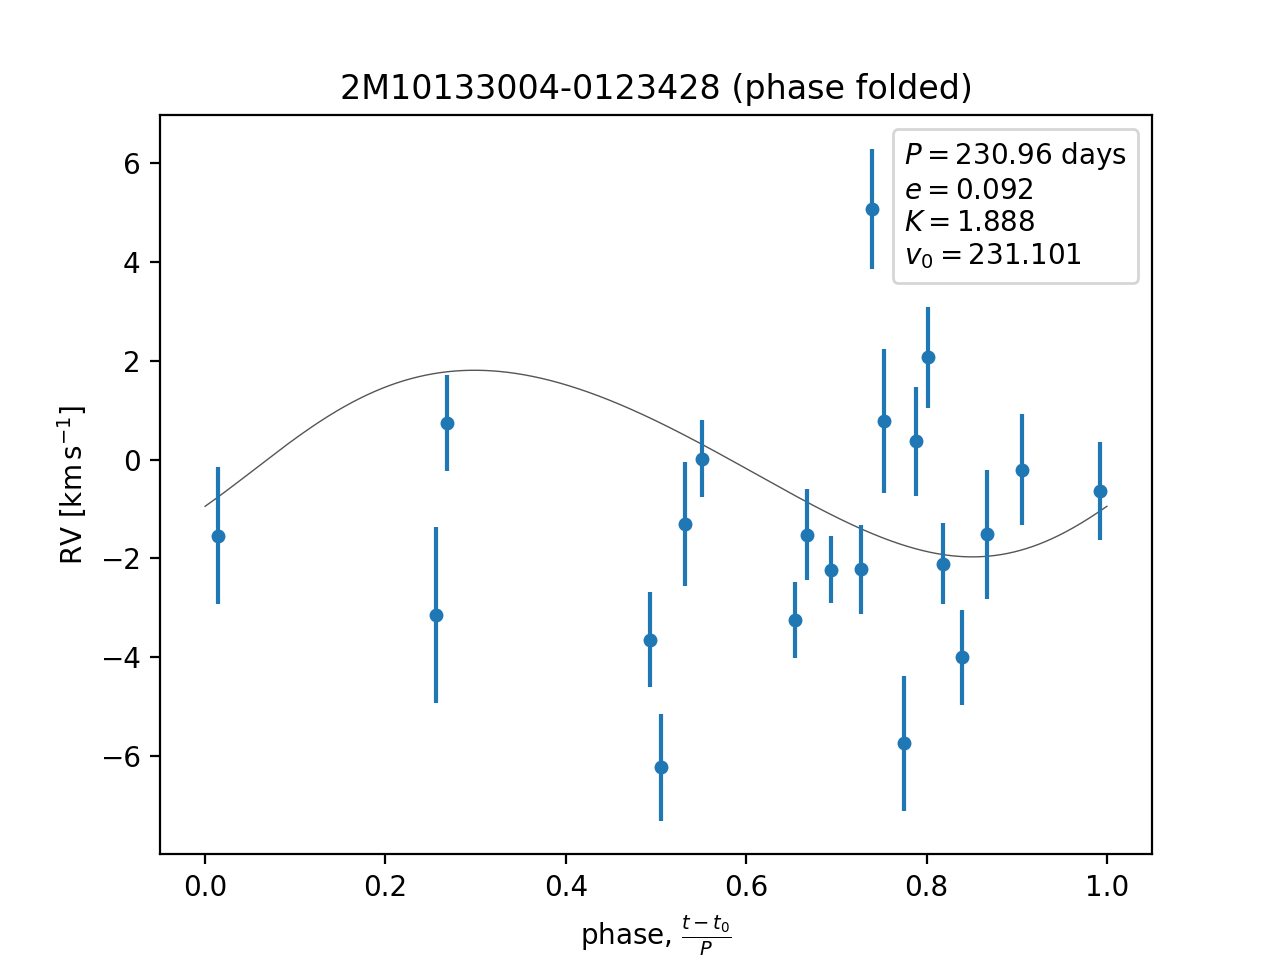 2M10133004-0123428 (phase folded)
P = 230.96 days
e = 0.092
K = 1.888
v₀ = 231.101
RV [km s⁻¹]
6
4
2
0
−2
−4
−6
0.0 0.2 0.4 0.6 0.8 1.0
phase, (t − t₀)/P